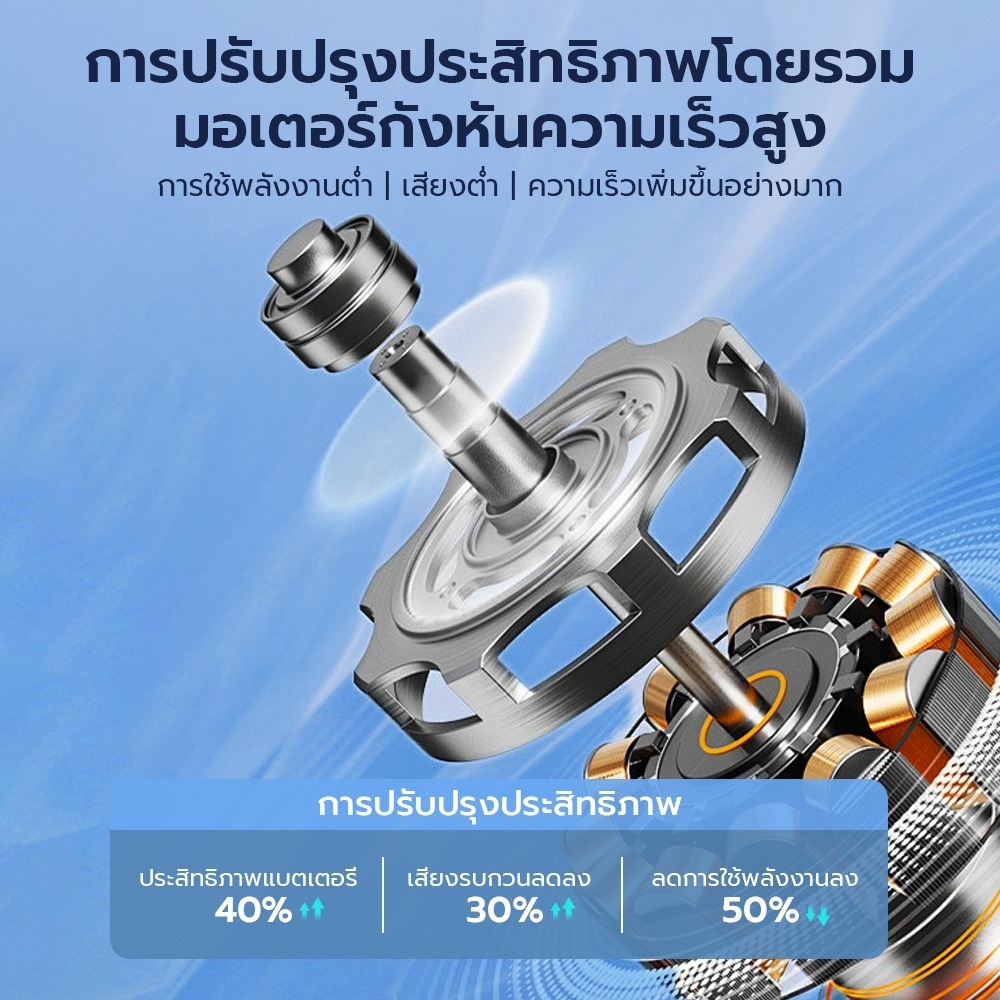 การปรับปรุงประสิทธิภาพโดยรวม
มอเตอร์กังหันความเร็วสูง
การใช้พลังงานต่ำ | เสียงต่ำ | ความเร็วเพิ่มขึ้นอย่างมาก
การปรับปรุงประสิทธิภาพ
ประสิทธิภาพแบตเตอรี
40%
เสียงรบกวนลดลง
30%
ลดการใช้พลังงานลง
50%